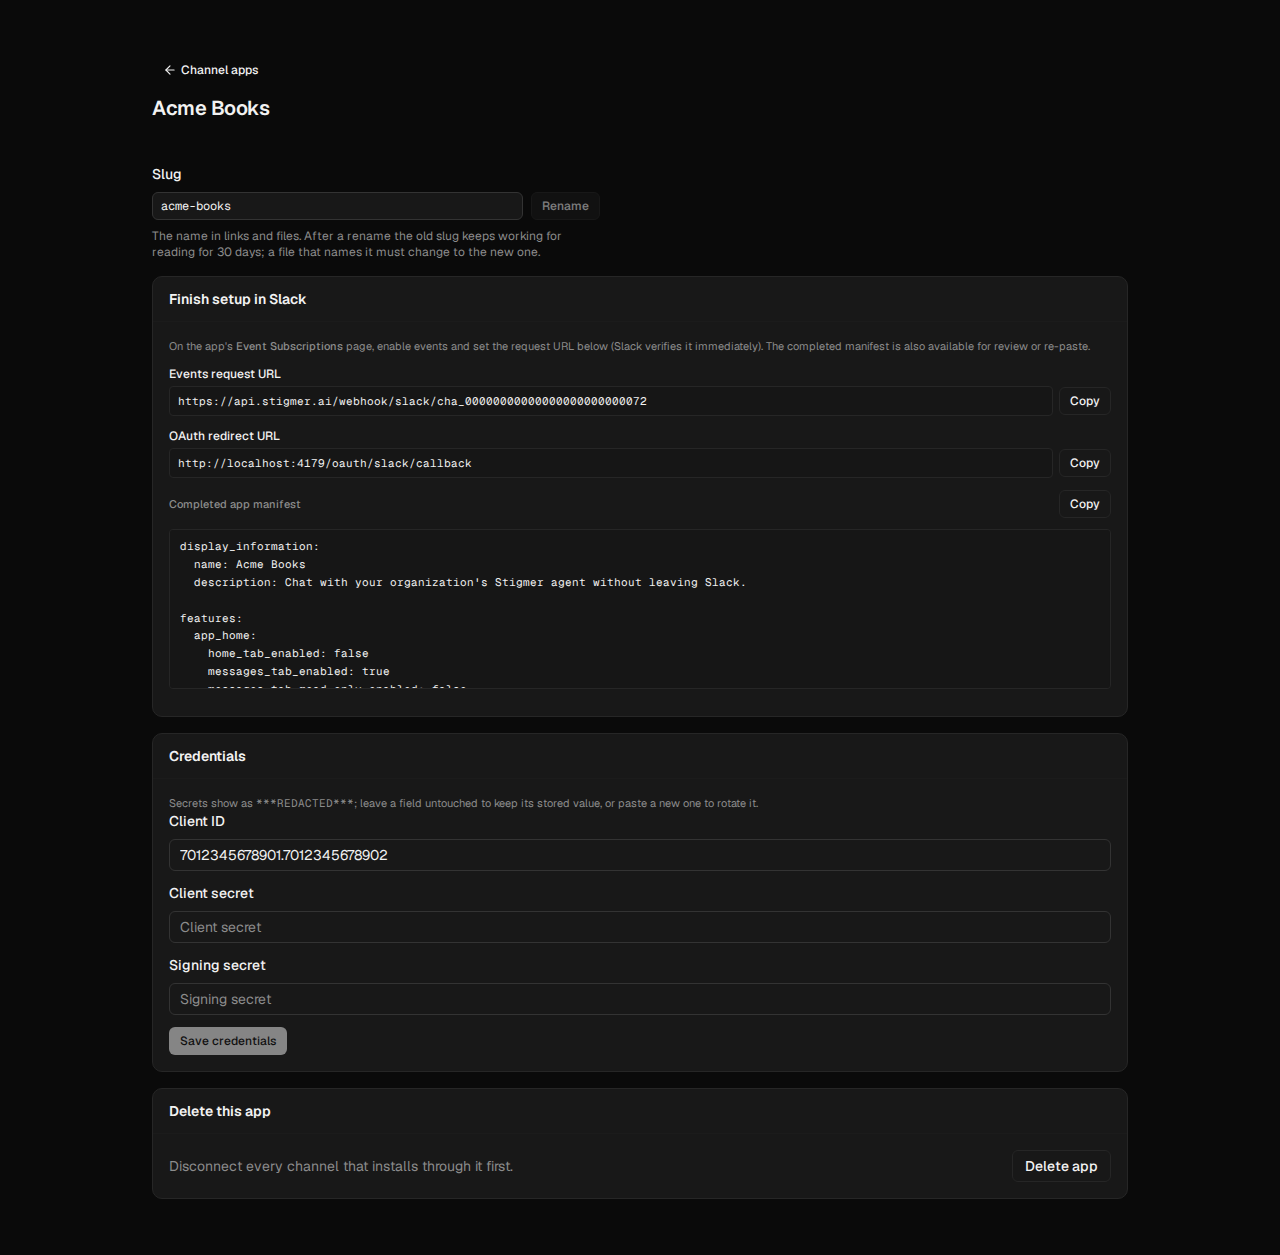 Channel apps
Acme Books
Slug
acme-books
Rename
The name in links and files. After a rename the old slug keeps working for
reading for 30 days; a file that names it must change to the new one.
Finish setup in Slack
On the app's Event Subscriptions page, enable events and set the request URL below (Slack verifies it immediately). The completed manifest is also available for review or re-paste.
Events request URL
https://api.stigmer.ai/webhook/slack/cha_00000000000000000000000072
Copy
OAuth redirect URL
http://localhost:4179/oauth/slack/callback
Copy
Completed app manifest
Copy
display_information:
name: Acme Books
description: Chat with your organization's Stigmer agent without leaving Slack.
features:
app_home:
home_tab_enabled: false
messages_tab_enabled: true
messages_tab_read_only_enabled: false
Credentials
Secrets show as ***REDACTED***; leave a field untouched to keep its stored value, or paste a new one to rotate it.
Client ID
7012345678901.7012345678902
Client secret
Client secret
Signing secret
Signing secret
Save credentials
Delete this app
Disconnect every channel that installs through it first.
Delete app